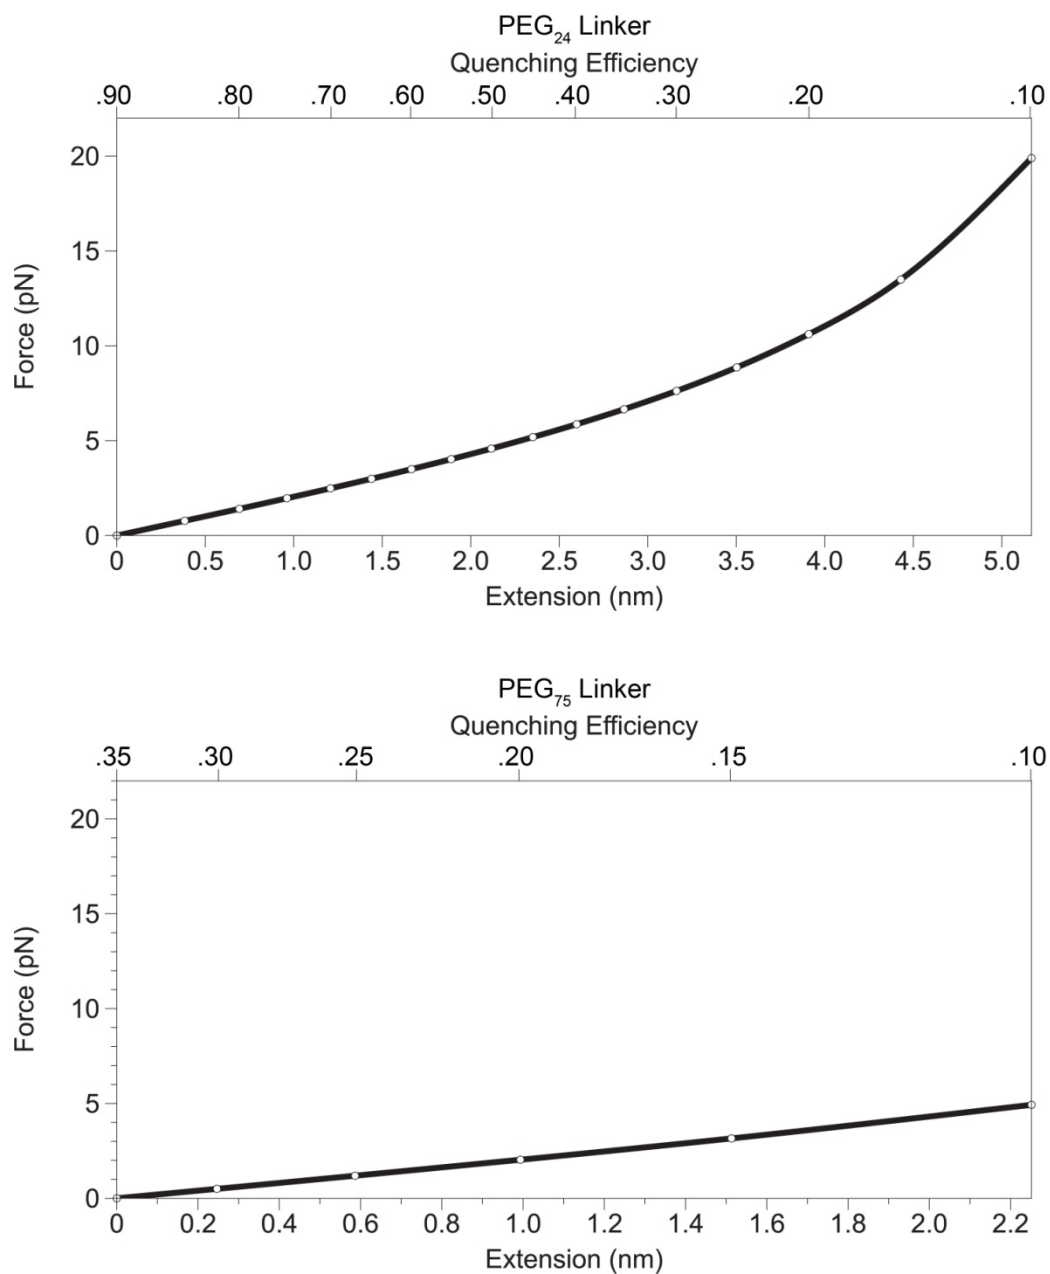 PEG24 Linker
Quenching Efficiency
.90 .80 .70 .60 .50 .40 .30 .20 .10
20
15
10
5
0
Force (pN)
0 0.5 1.0 1.5 2.0 2.5 3.0 3.5 4.0 4.5 5.0
Extension (nm)
PEG75 Linker
Quenching Efficiency
.35 .30 .25 .20 .15 .10
20
15
10
5
0
Force (pN)
0 0.2 0.4 0.6 0.8 1.0 1.2 1.4 1.6 1.8 2.0 2.2
Extension (nm)